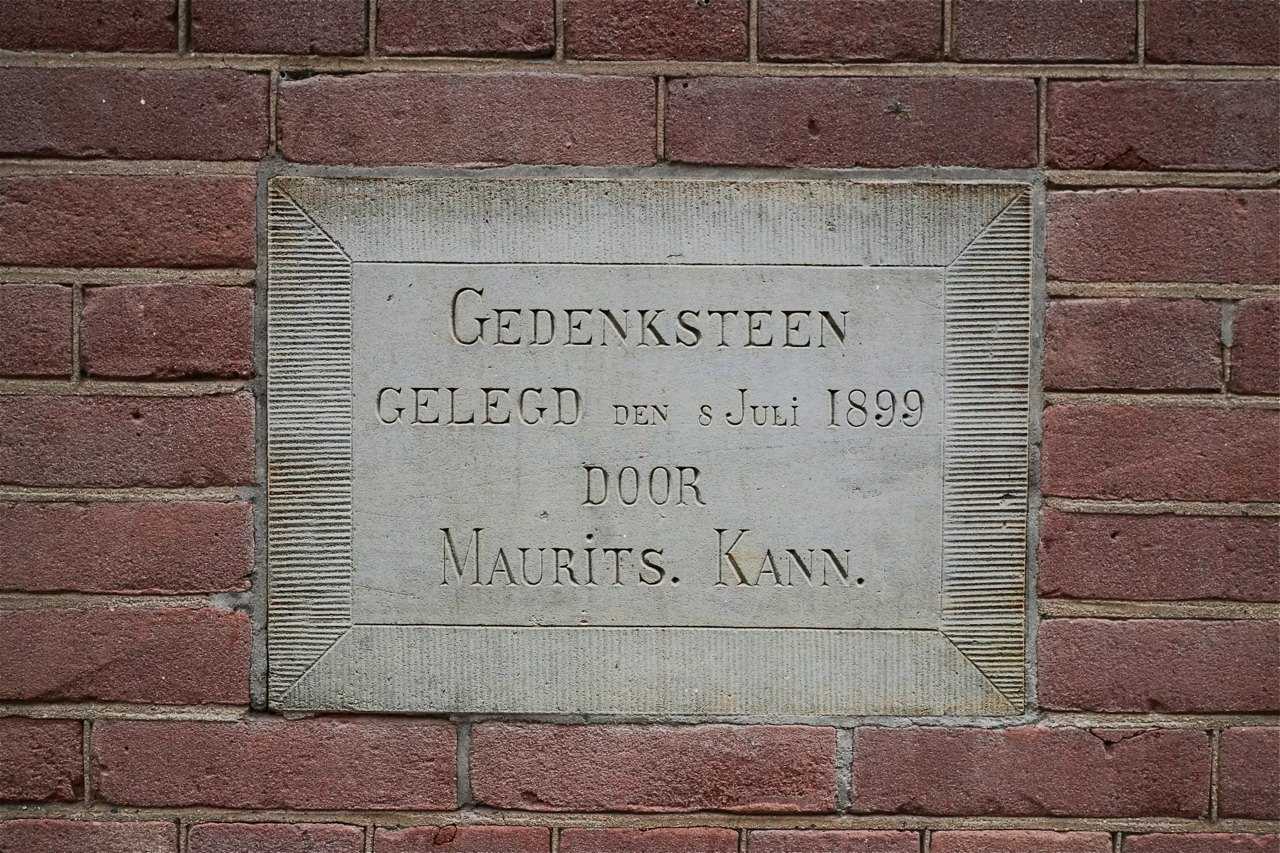 GEDENKSTEEN
GELEGD DEN 8 JULI 1899
DOOR
MAURITS. KANN.